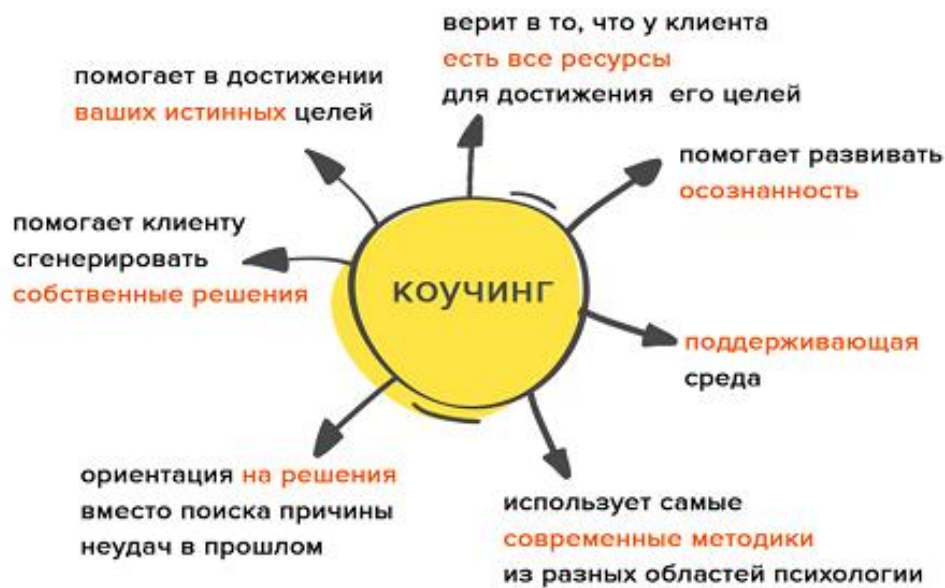 верит в то, что у клиента
есть все ресурсы
для достижения его целей
помогает в достижении
ваших истинных целей
помогает развивать
осознанность
помогает клиенту
сгенерировать
собственные решения
коучинг
поддерживающая
среда
ориентация на решения
вместо поиска причины
неудач в прошлом
использует самые
современные методики
из разных областей психологии